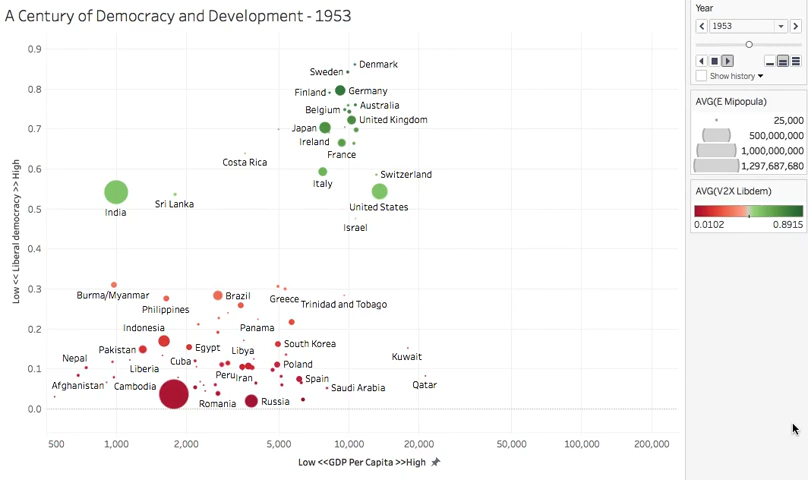 A Century of Democracy and Development - 1953
0.9
0.8
0.7
0.6
0.5
0.4
0.3
0.2
0.1
0.0
Low << Liberal democracy >> High
Denmark
Sweden
Finland
Germany
Belgium
Australia
United Kingdom
Japan
Ireland
France
Costa Rica
Italy
Switzerland
India
Sri Lanka
United States
Israel
Burma/Myanmar
Brazil
Greece
Trinidad and Tobago
Philippines
Indonesia
Panama
Pakistan
Egypt
Libya
South Korea
Nepal
Liberia
Cuba
Peru
Iran
Poland
Kuwait
Afghanistan
Cambodia
Spain
Saudi Arabia
Qatar
Romania
Russia
500
1,000
2,000
5,000
10,000
20,000
50,000
100,000
200,000
Low <<GDP Per Capita >>High
Year
1953
Show history
AVG(E Mipopula)
25,000
500,000,000
1,000,000,000
1,297,687,680
AVG(V2X Libdem)
0.0102
0.8915